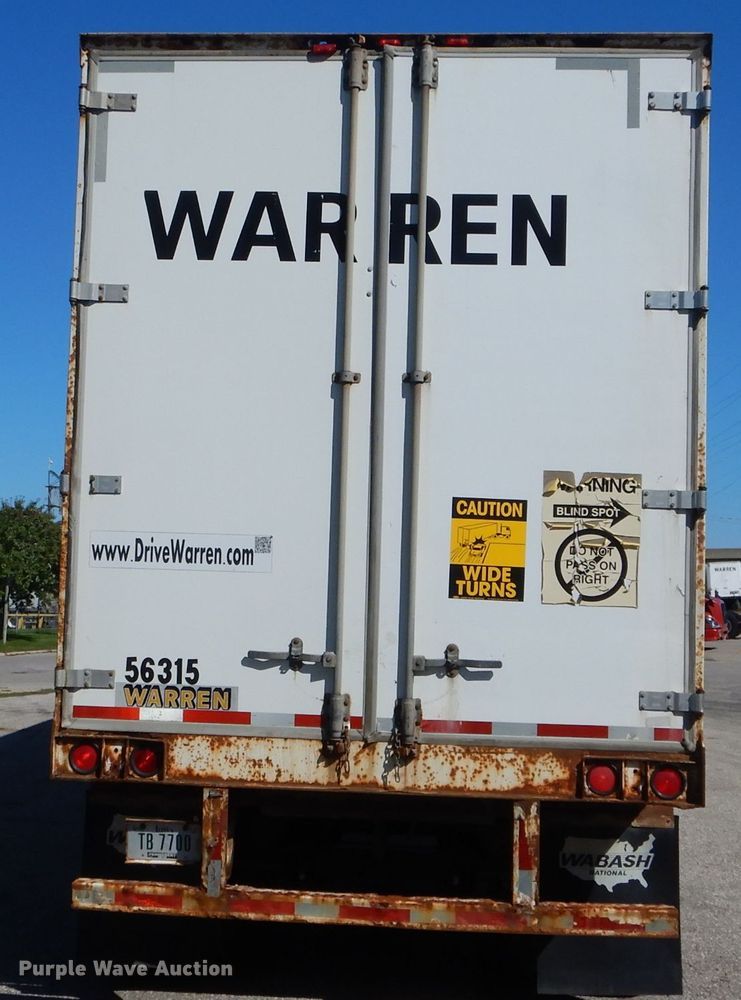 WARREN
CAUTION
WIDE
TURNS
BLIND SPOT
DO NOT
PASS ON
RIGHT
www.DriveWarren.com
56315
WARREN
TB 7700
WABASH
NATIONAL
WARREN
Purple Wave Auction